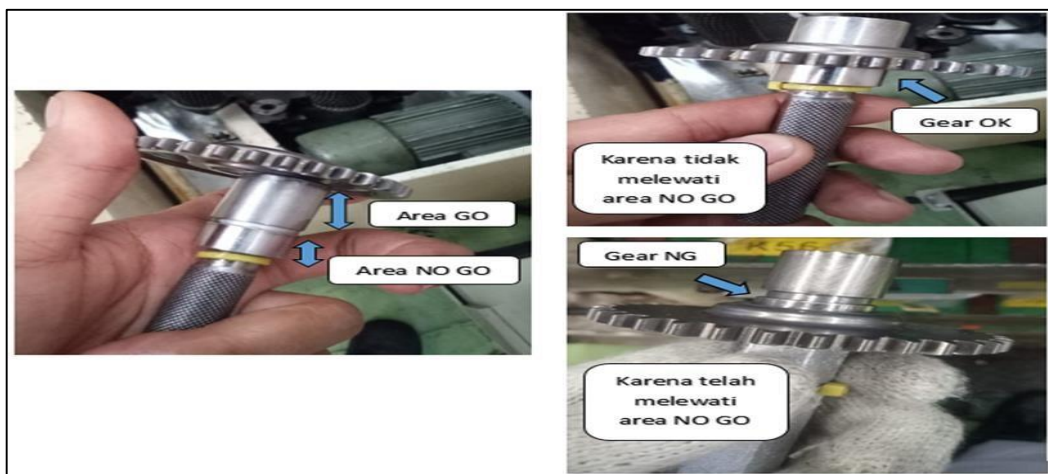 Area GO
Area NO GO
Gear OK
Karena tidak
melewati
area NO GO
K56
Gear NG
Karena telah
melewati
area NO GO